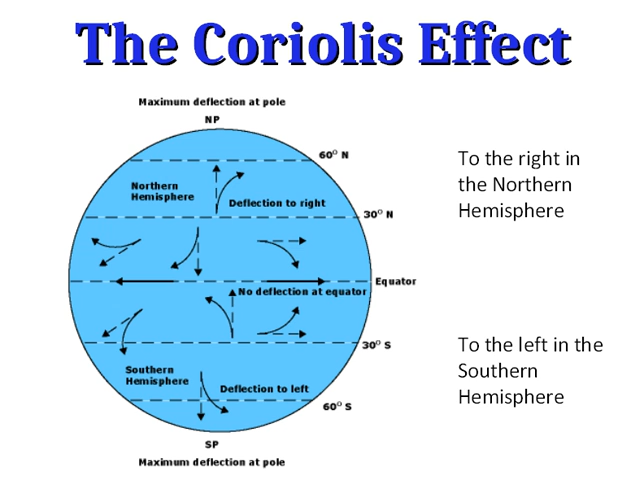 The Coriolis Effect
Maximum deflection at pole
NP
60° N
Northern
Hemisphere
Deflection to right
30° N
To the right in
the Northern
Hemisphere
Equator
No deflection at equator
30° S
Southern
Hemisphere
Deflection to left
60° S
To the left in the
Southern
Hemisphere
SP
Maximum deflection at pole